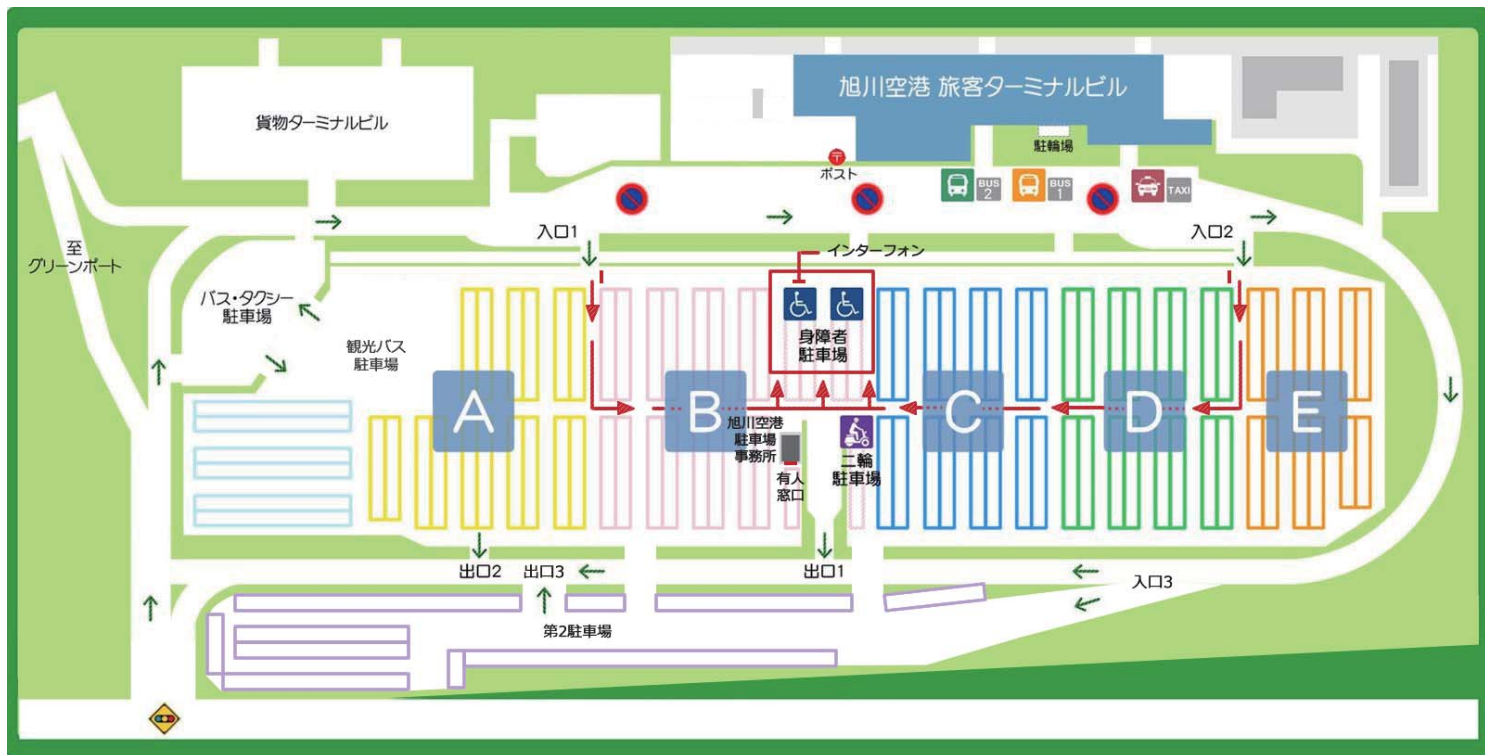 旭川空港 旅客ターミナルビル
貨物ターミナルビル
駐輪場
〒
ポスト
BUS
2
BUS
1
TAXI
入口1
入口2
至
グリーンポート
インターフォン
バス・タクシー
駐車場
観光バス
駐車場
身障者
駐車場
A
B
C
D
E
旭川空港
駐車場
事務所
有人
窓口
二輪
駐車場
出口2
出口3
出口1
入口3
第2駐車場